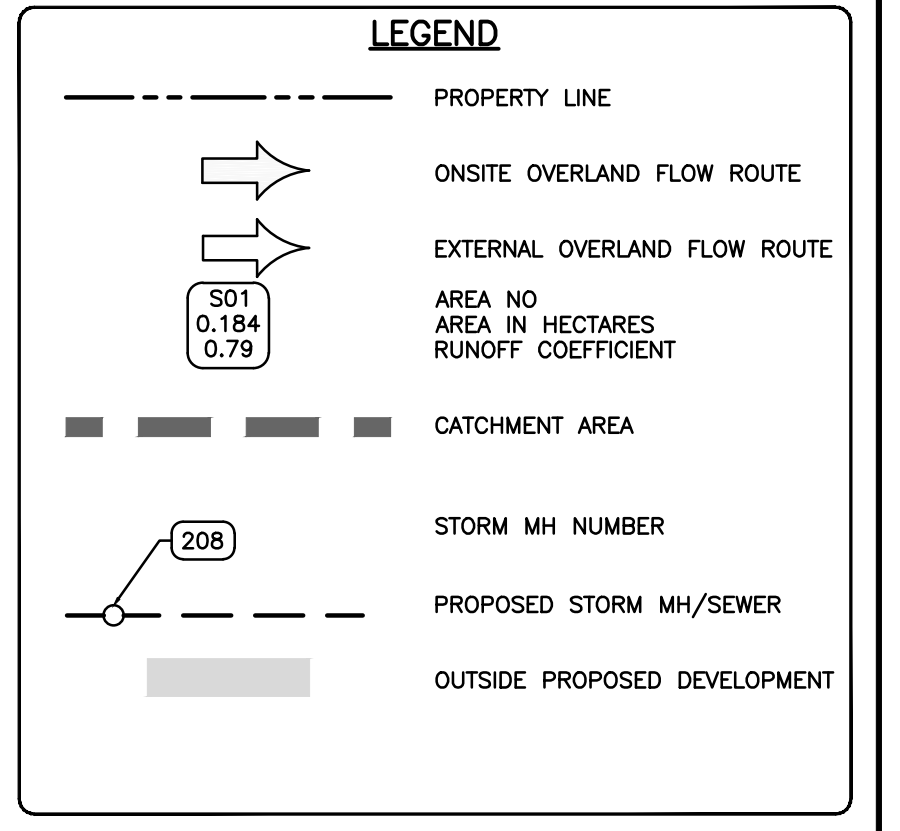 LEGEND
PROPERTY LINE
ONSITE OVERLAND FLOW ROUTE
EXTERNAL OVERLAND FLOW ROUTE
S01
0.184
0.79
AREA NO
AREA IN HECTARES
RUNOFF COEFFICIENT
CATCHMENT AREA
208
STORM MH NUMBER
PROPOSED STORM MH/SEWER
OUTSIDE PROPOSED DEVELOPMENT